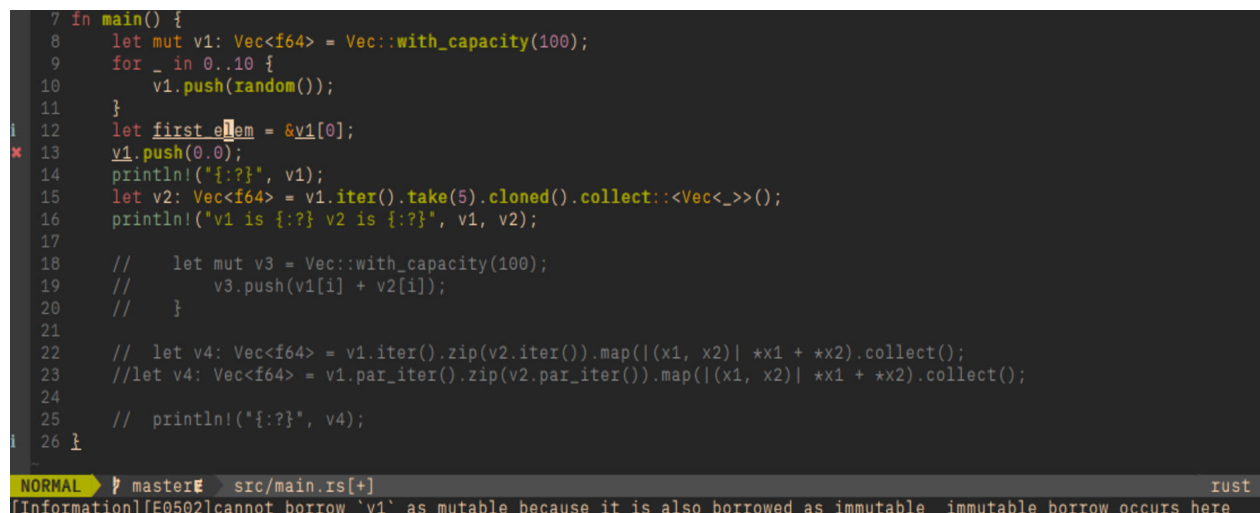 7 fn main() {
8     let mut v1: Vec<f64> = Vec::with_capacity(100);
9     for _ in 0..10 {
10         v1.push(random());
11     }
i 12     let first_elem = &v1[0];
✖ 13     v1.push(0.0);
14     println!("{:?}", v1);
15     let v2: Vec<f64> = v1.iter().take(5).cloned().collect::<Vec<_>>();
16     println!("v1 is {:?} v2 is {:?}", v1, v2);
17
18     //    let mut v3 = Vec::with_capacity(100);
19     //        v3.push(v1[i] + v2[i]);
20     //    }
21
22     //  let v4: Vec<f64> = v1.iter().zip(v2.iter()).map(|(x1, x2)| *x1 + *x2).collect();
23     //let v4: Vec<f64> = v1.par_iter().zip(v2.par_iter()).map(|(x1, x2)| *x1 + *x2).collect();
24
25     //  println!("{:?}", v4);
i 26 }
~
NORMAL master src/main.rs[+] rust
[Information][E0502]cannot borrow `v1` as mutable because it is also borrowed as immutable  immutable borrow occurs here